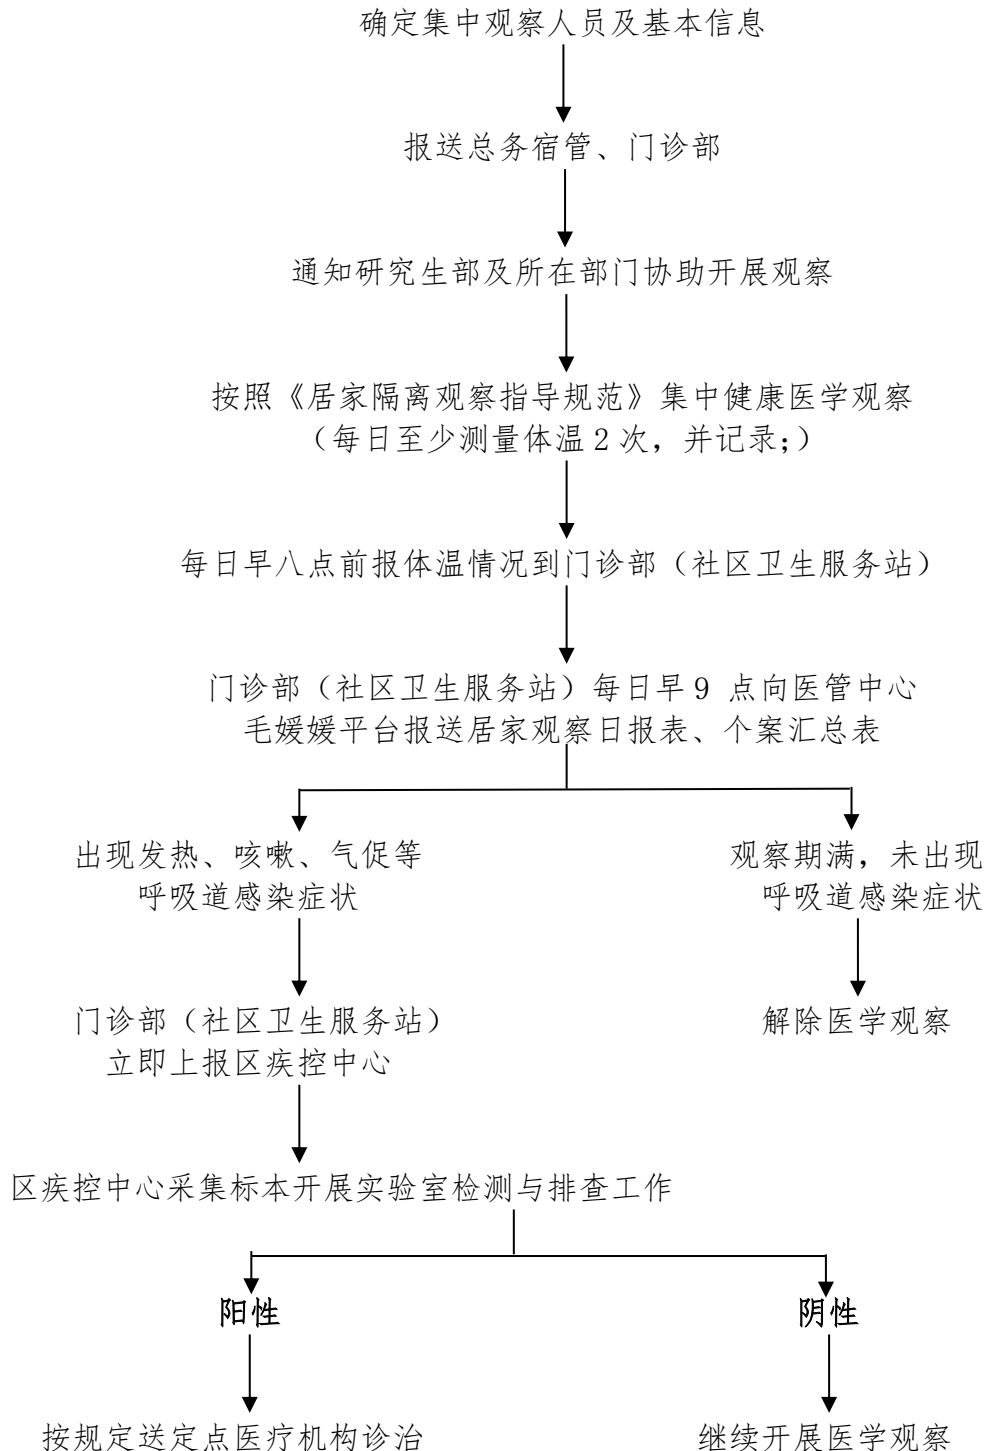 确定集中观察人员及基本信息
报送总务宿管、门诊部
通知研究生部及所在部门协助开展观察
按照《居家隔离观察指导规范》集中健康医学观察
（每日至少测量体温 2 次，并记录;）
每日早八点前报体温情况到门诊部（社区卫生服务站）
门诊部（社区卫生服务站）每日早 9 点向医管中心
毛媛媛平台报送居家观察日报表、个案汇总表
出现发热、咳嗽、气促等
呼吸道感染症状
观察期满，未出现
呼吸道感染症状
门诊部（社区卫生服务站）
立即上报区疾控中心
解除医学观察
区疾控中心采集标本开展实验室检测与排查工作
阳性
阴性
按规定送定点医疗机构诊治
继续开展医学观察